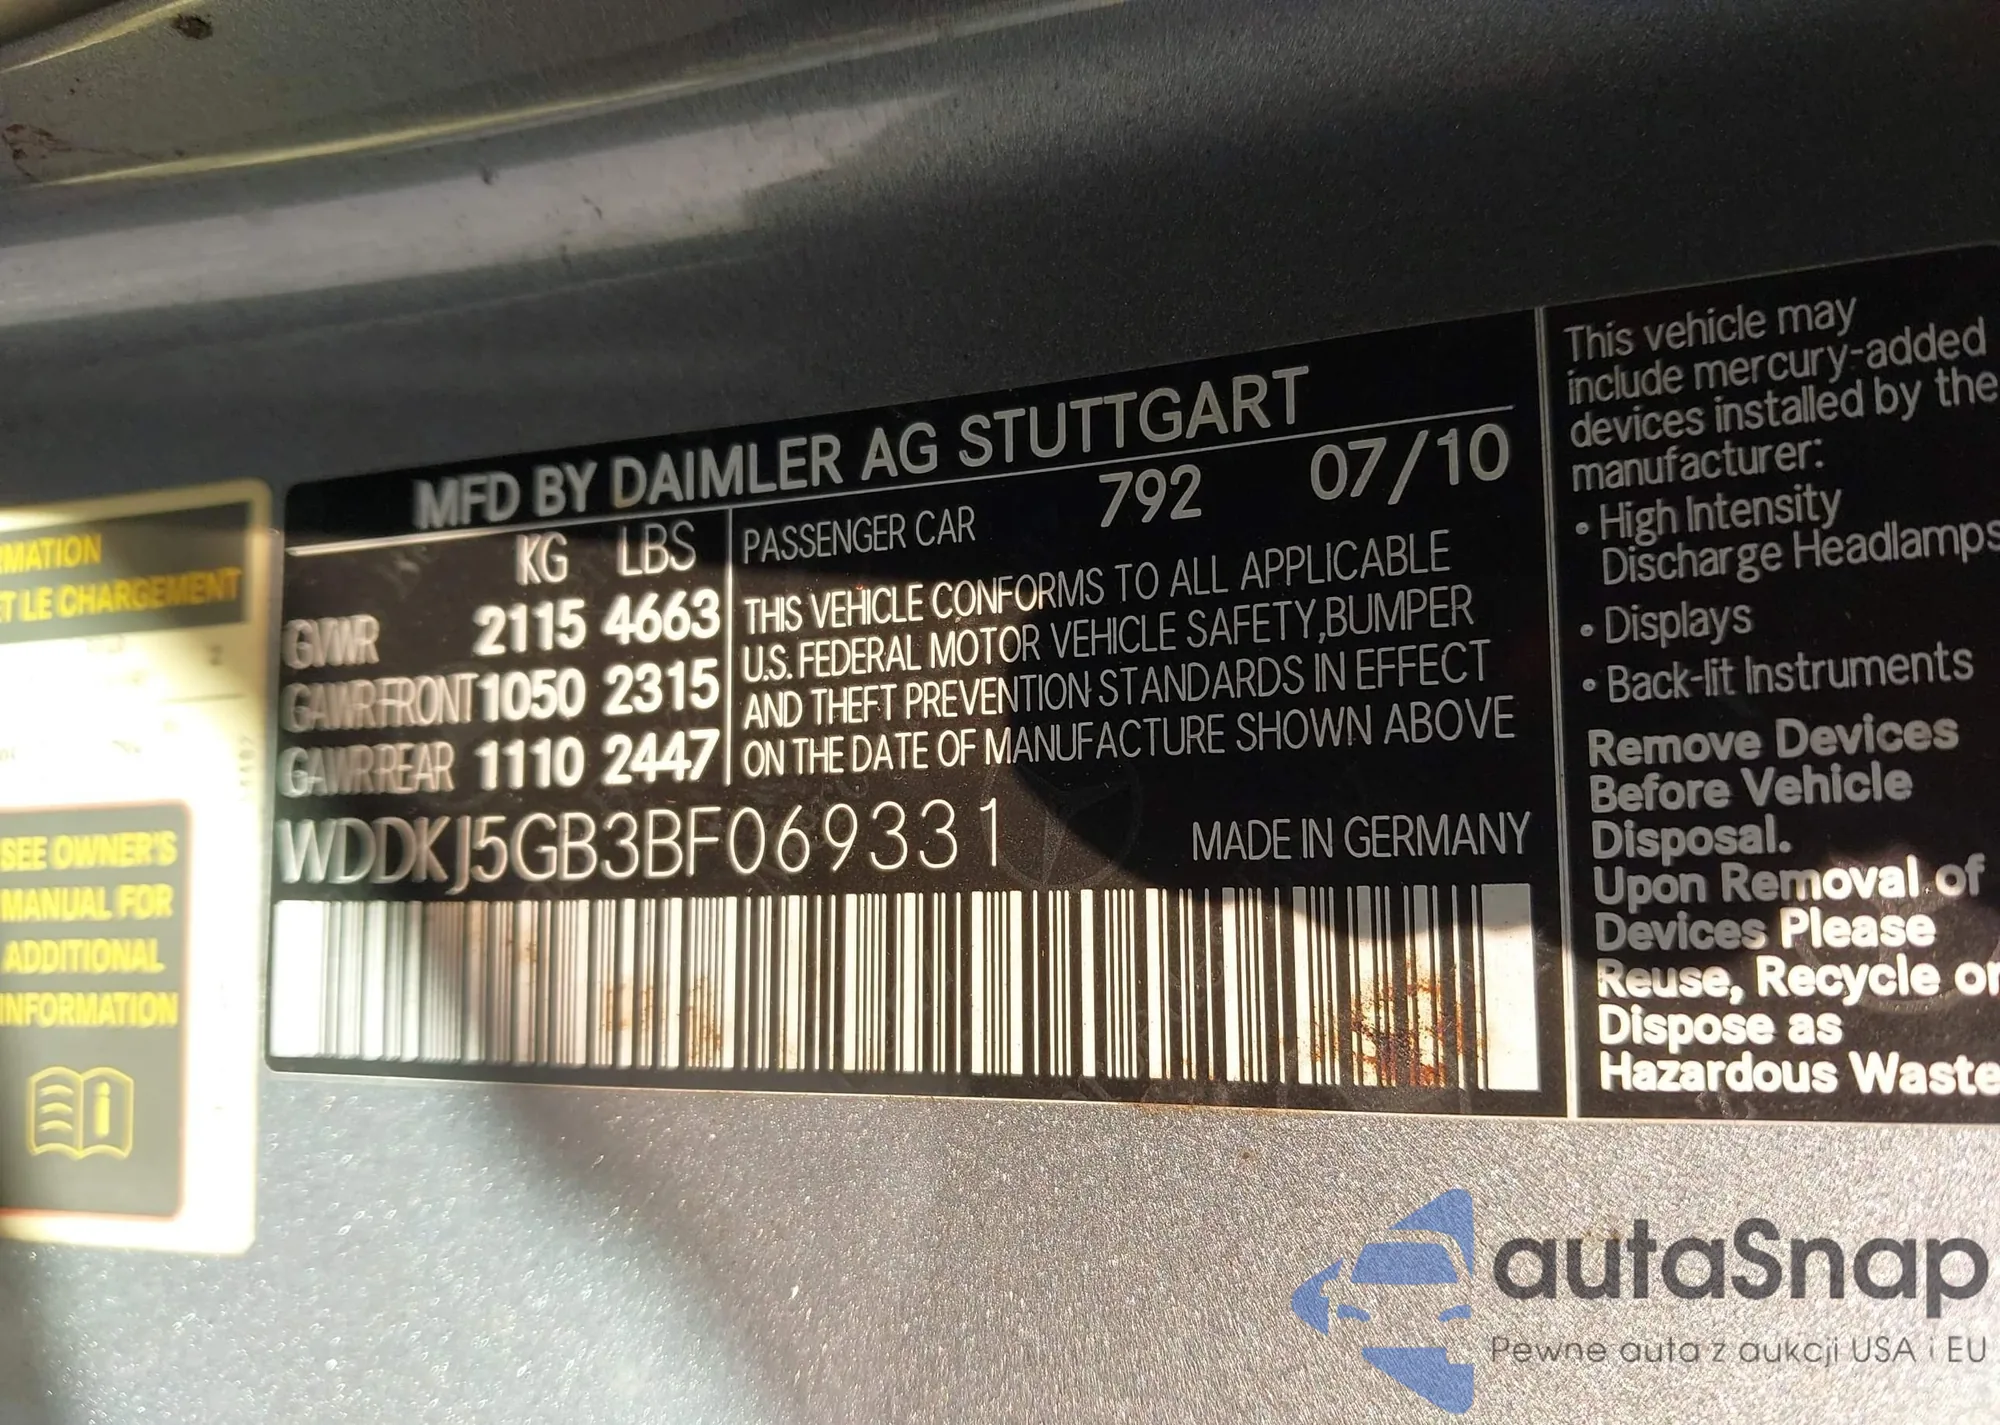 RMATION
ET LE CHARGEMENT
SEE OWNER'S
MANUAL FOR
ADDITIONAL
INFORMATION
MFD BY DAIMLER AG STUTTGART
KG LBS
GVWR 2115 4663
GAWR FRONT 1050 2315
GAWR REAR 1110 2447
PASSENGER CAR 792 07/10
THIS VEHICLE CONFORMS TO ALL APPLICABLE
U.S. FEDERAL MOTOR VEHICLE SAFETY,BUMPER
AND THEFT PREVENTION STANDARDS IN EFFECT
ON THE DATE OF MANUFACTURE SHOWN ABOVE
WDDKJ5GB3BF069331
MADE IN GERMANY
This vehicle may
include mercury-added
devices installed by the
manufacturer:
• High Intensity
Discharge Headlamps
• Displays
• Back-lit Instruments
Remove Devices
Before Vehicle
Disposal.
Upon Removal of
Devices Please
Reuse, Recycle or
Dispose as
Hazardous Waste
autaSnap
Pewne auta z aukcji USA i EU